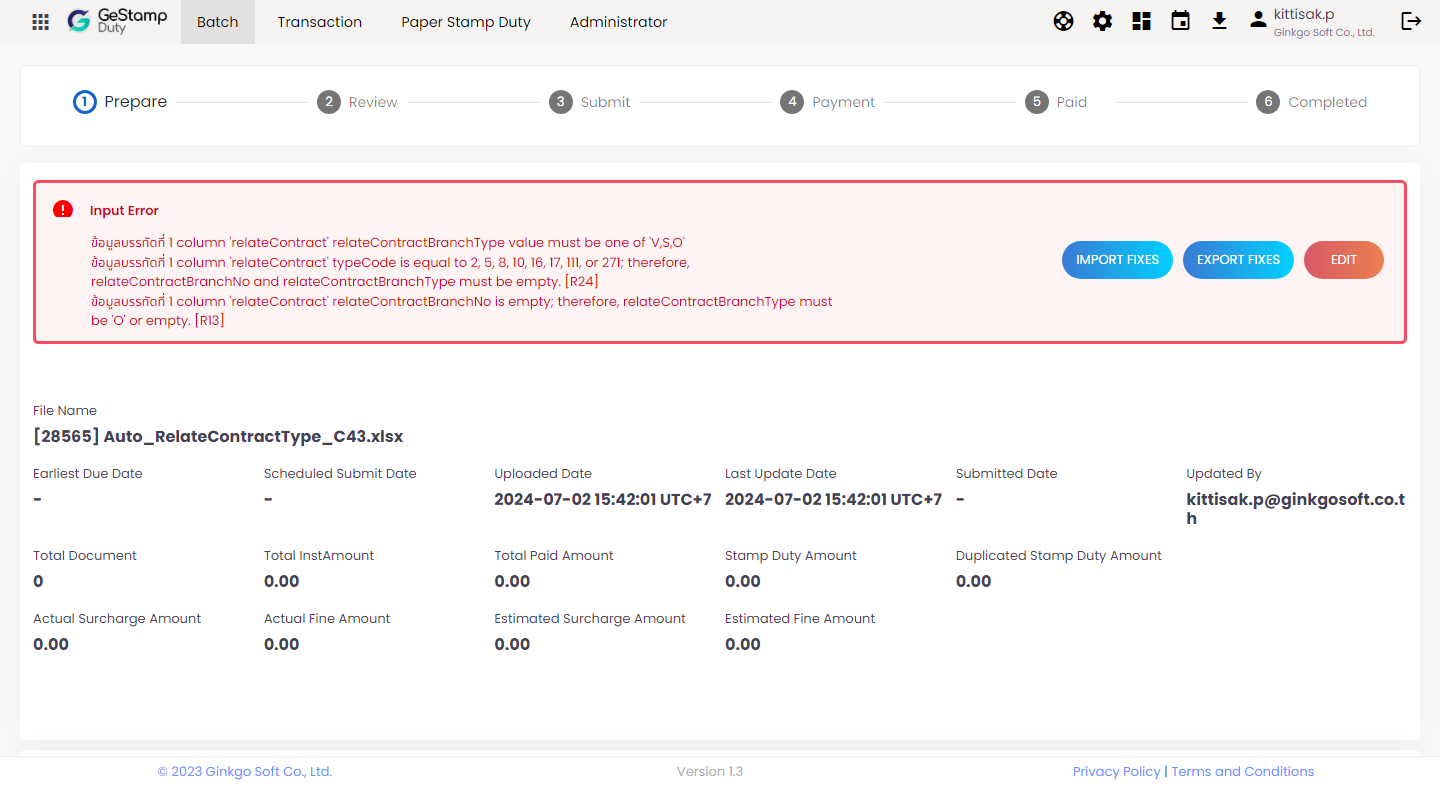 GeStamp
Duty
Batch
Transaction
Paper Stamp Duty
Administrator
kittisak.p
Ginkgo Soft Co., Ltd.
1 Prepare
2 Review
3 Submit
4 Payment
5 Paid
6 Completed
Input Error
ข้อมูลบรรทัดที่ 1 column 'relateContract' relateContractBranchType value must be one of 'V,S,O'
ข้อมูลบรรทัดที่ 1 column 'relateContract' typeCode is equal to 2, 5, 8, 10, 16, 17, 111, or 271; therefore,
relateContractBranchNo and relateContractBranchType must be empty. [R24]
ข้อมูลบรรทัดที่ 1 column 'relateContract' relateContractBranchNo is empty; therefore, relateContractBranchType must
be 'O' or empty. [R13]
IMPORT FIXES
EXPORT FIXES
EDIT
File Name
[28565] Auto_RelateContractType_C43.xlsx
Earliest Due Date
-
Scheduled Submit Date
-
Uploaded Date
2024-07-02 15:42:01 UTC+7
Last Update Date
2024-07-02 15:42:01 UTC+7
Submitted Date
-
Updated By
kittisak.p@ginkgosoft.co.t
h
Total Document
0
Total InstAmount
0.00
Total Paid Amount
0.00
Stamp Duty Amount
0.00
Duplicated Stamp Duty Amount
0.00
Actual Surcharge Amount
0.00
Actual Fine Amount
0.00
Estimated Surcharge Amount
0.00
Estimated Fine Amount
0.00
© 2023 Ginkgo Soft Co., Ltd.
Version 1.3
Privacy Policy | Terms and Conditions